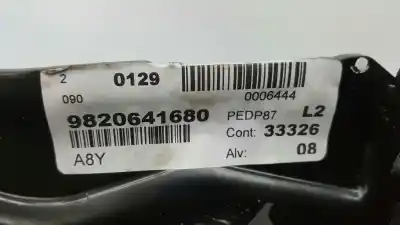 2 0129
0006444
090
9820641680 PEDP87 L2
Cont: 33326
A8Y Alv: 08